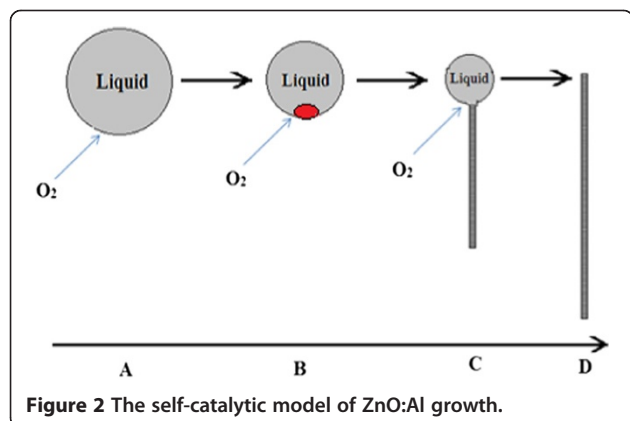 Liquid
Liquid
Liquid
O₂
O₂
O₂
A
B
C
D
Figure 2 The self-catalytic model of ZnO:Al growth.